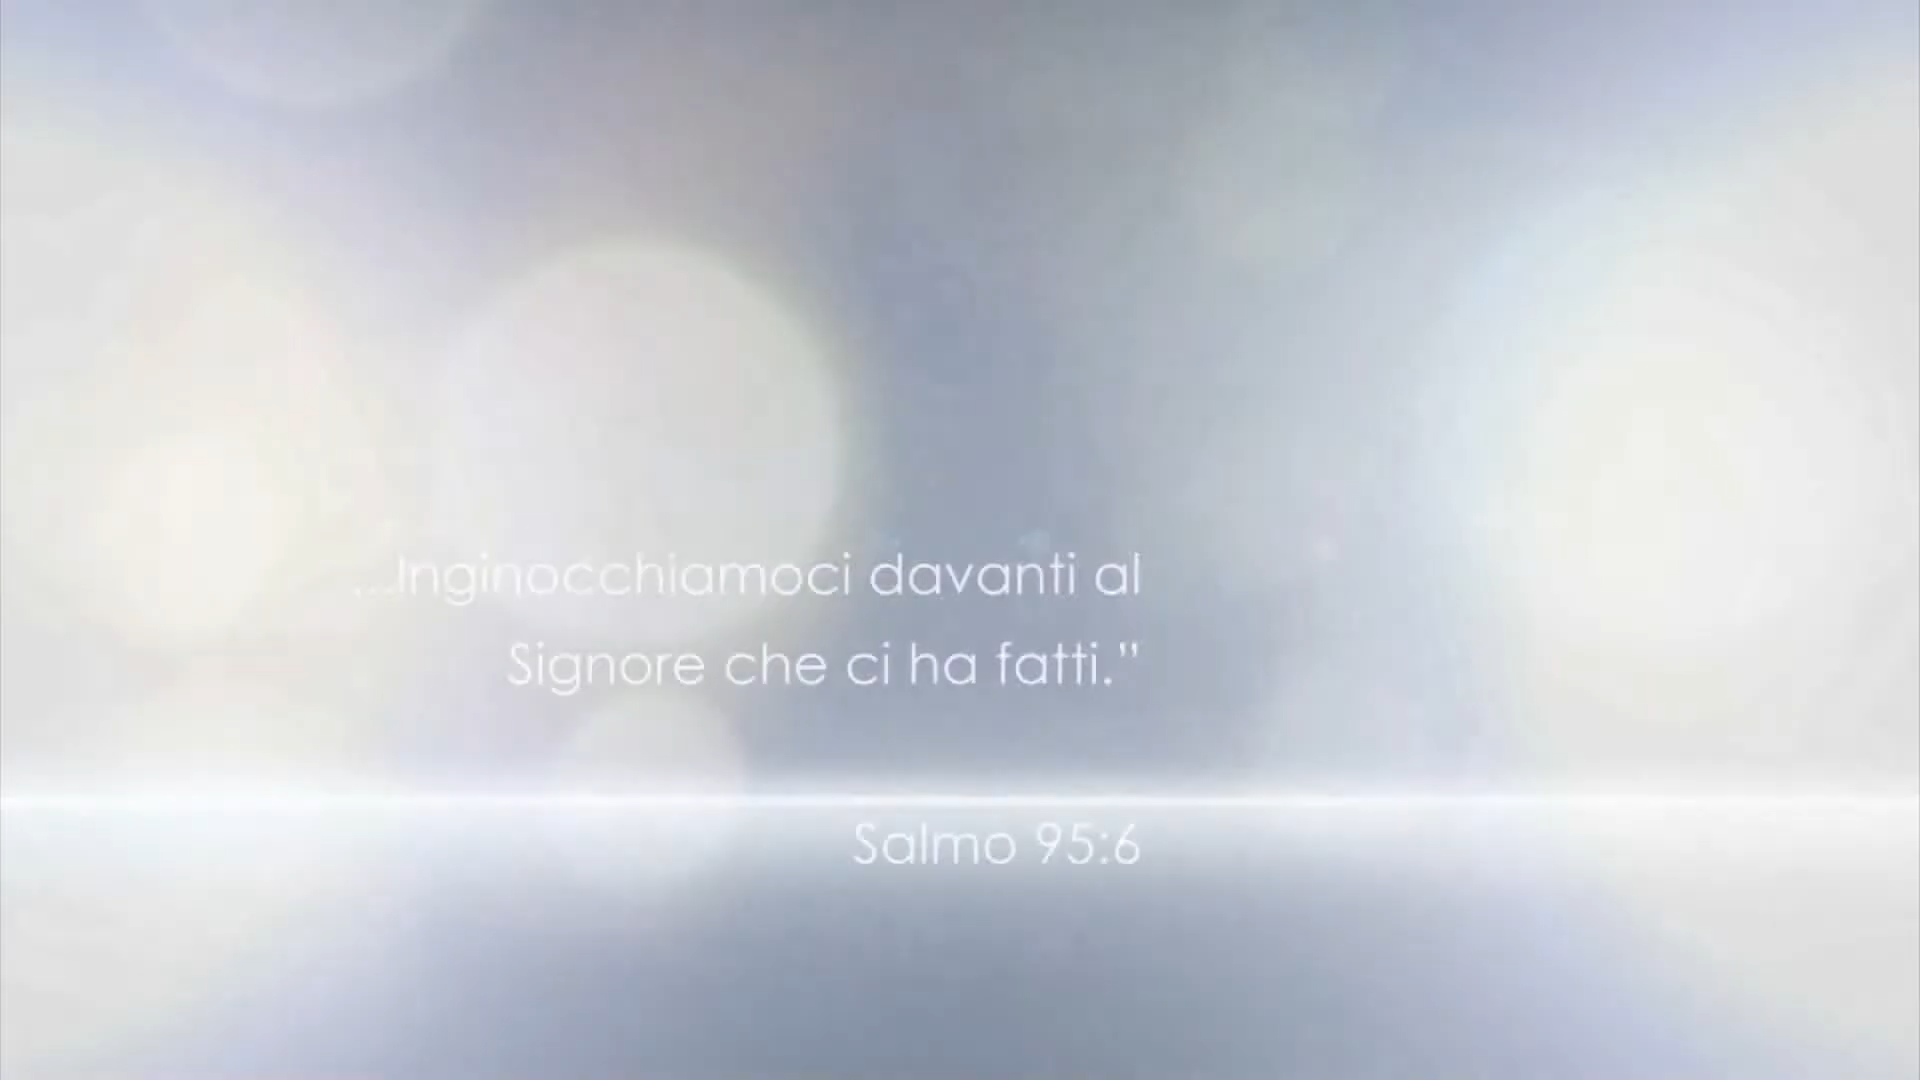 ...Inginocchiamoci davanti al
Signore che ci ha fatti.”
Salmo 95:6